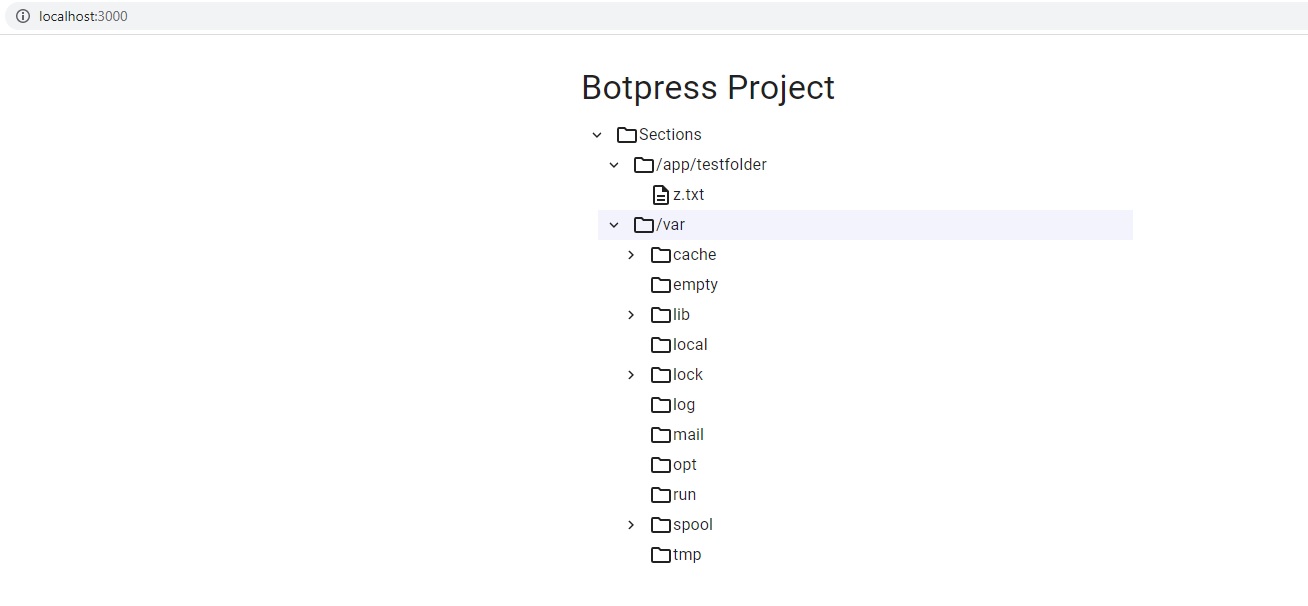 localhost:3000
Botpress Project
Sections
/app/testfolder
z.txt
/var
cache
empty
lib
local
lock
log
mail
opt
run
spool
tmp